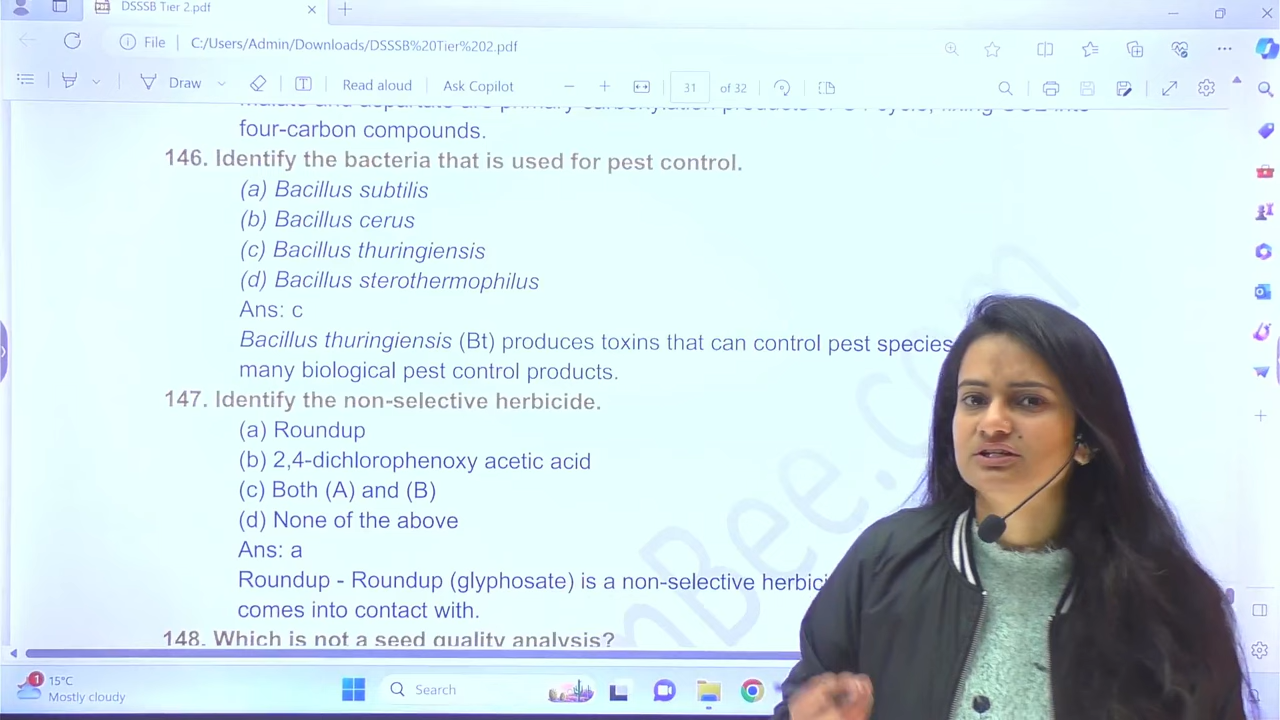 DSSSB Tier 2.pdf
File C:/Users/Admin/Downloads/DSSSB%20Tier%202.pdf
Draw Read aloud Ask Copilot 31 of 32
four-carbon compounds.
146. Identify the bacteria that is used for pest control.
(a) Bacillus subtilis
(b) Bacillus cerus
(c) Bacillus thuringiensis
(d) Bacillus sterothermophilus
Ans: c
Bacillus thuringiensis (Bt) produces toxins that can control pest species
many biological pest control products.
147. Identify the non-selective herbicide.
(a) Roundup
(b) 2,4-dichlorophenoxy acetic acid
(c) Both (A) and (B)
(d) None of the above
Ans: a
Roundup - Roundup (glyphosate) is a non-selective
comes into contact with.
148. Which is not a seed quality analysis?
1 15°C
Mostly cloudy
Search